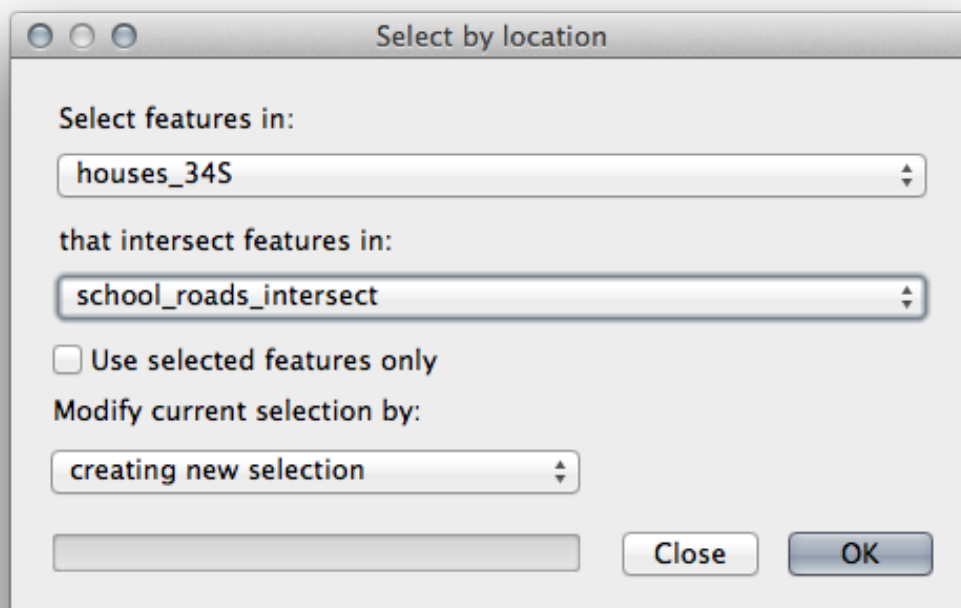 Select by location
Select features in:
houses_34S
that intersect features in:
school_roads_intersect
Use selected features only
Modify current selection by:
creating new selection
Close OK